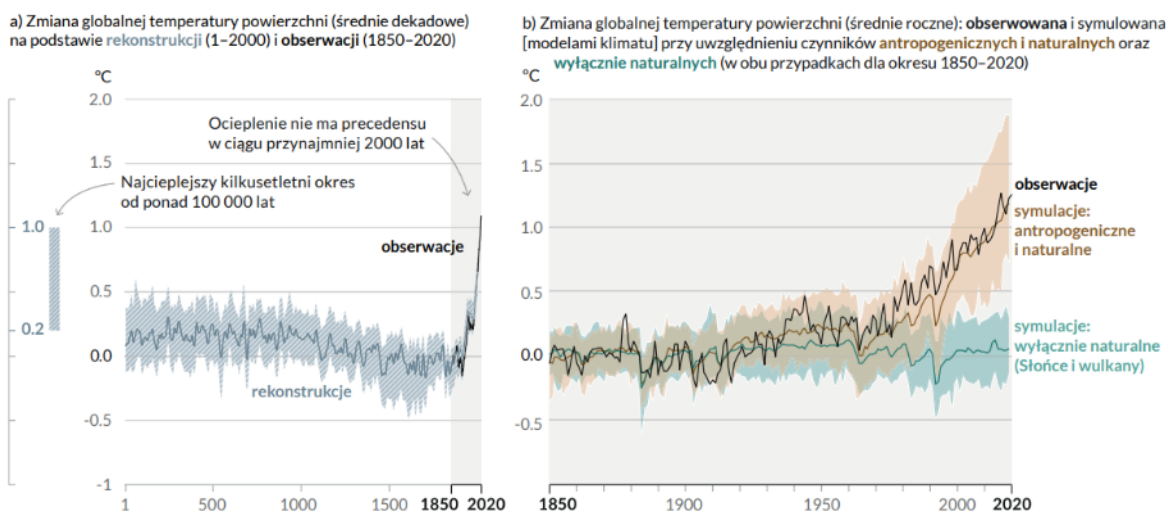 a) Zmiana globalnej temperatury powierzchni (średnie dekadowe)
na podstawie rekonstrukcji (1–2000) i obserwacji (1850–2020)
°C
2.0
1.5
1.0
0.5
0.0
-0.5
-1
1.0
0.2
Ocieplenie nie ma precedensu
w ciągu przynajmniej 2000 lat
Najcieplejszy kilkusetletni okres
od ponad 100 000 lat
obserwacje
rekonstrukcje
1 500 1000 1500 1850 2020
b) Zmiana globalnej temperatury powierzchni (średnie roczne): obserwowana i symulowana
[modelami klimatu] przy uwzględnieniu czynników antropogenicznych i naturalnych oraz
wyłącznie naturalnych (w obu przypadkach dla okresu 1850–2020)
°C
2.0
1.5
1.0
0.5
0.0
-0.5
obserwacje
symulacje:
antropogeniczne
i naturalne
symulacje:
wyłącznie naturalne
(Słońce i wulkany)
1850 1900 1950 2000 2020